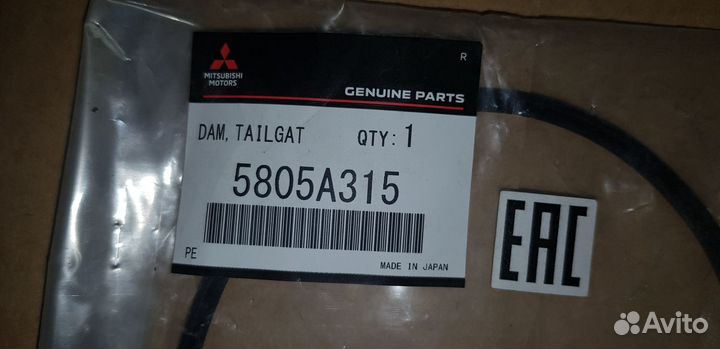 R
MITSUBISHI
MOTORS
GENUINE PARTS
DAM, TAILGAT QTY: 1
5805A315
PE
MADE IN JAPAN
EAC
Avito